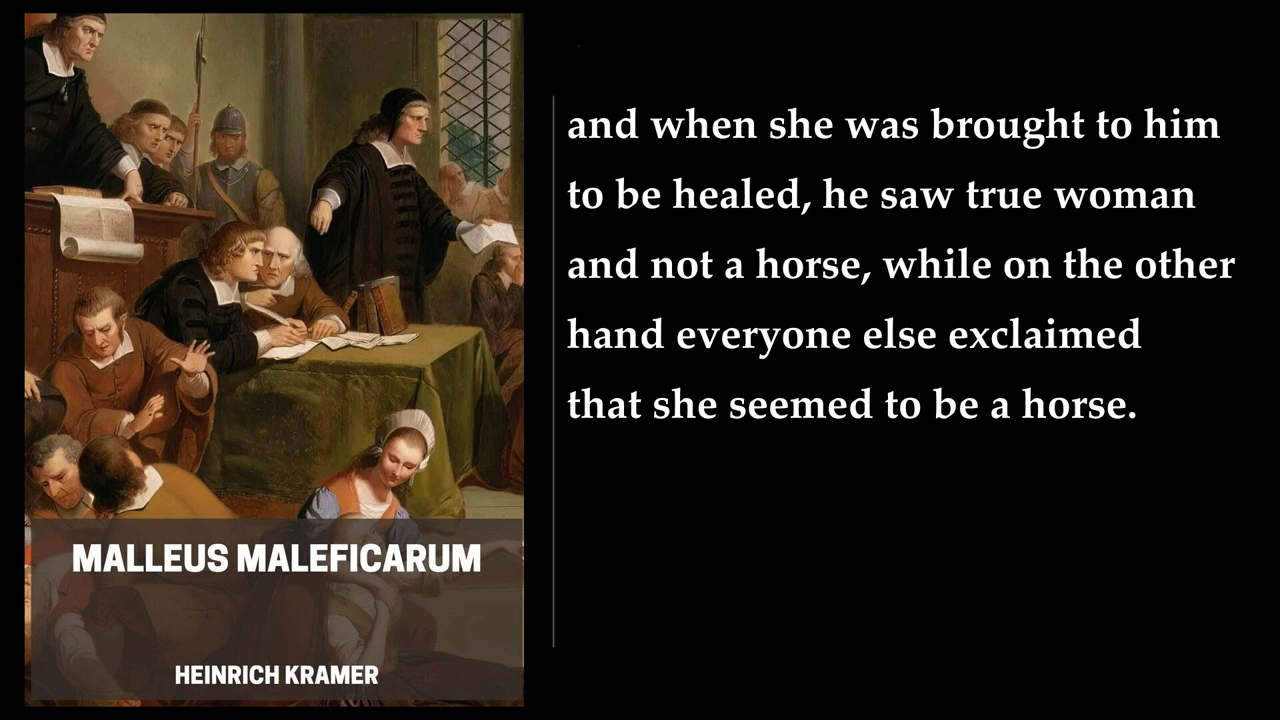 MALLEUS MALEFICARUM
HEINRICH KRAMER
and when she was brought to him
to be healed, he saw true woman
and not a horse, while on the other
hand everyone else exclaimed
that she seemed to be a horse.